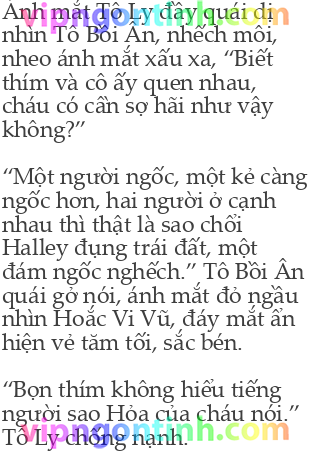 Ánh mắt Tô Ly đầy quái dị
nhìn Tô Bồi Ân, nhếch môi,
nheo ánh mắt xấu xa, “Biết
thím và cô ấy quen nhau,
cháu có cần sợ hãi như vậy
không?”
“Một người ngốc, một kẻ càng
ngốc hơn, hai người ở cạnh
nhau thì thật là sao chổi
Halley đụng trái đất, một
đám ngốc nghếch.” Tô Bồi Ân
quái gở nói, ánh mắt đỏ ngầu
nhìn Hoắc Vi Vũ, đáy mắt ẩn
hiện vẻ tăm tối, sắc bén.
“Bọn thím không hiểu tiếng
người sao Hỏa của cháu nói.”
Tô Ly chống nạnh.
vipngontinh.com
vipngontinh.com